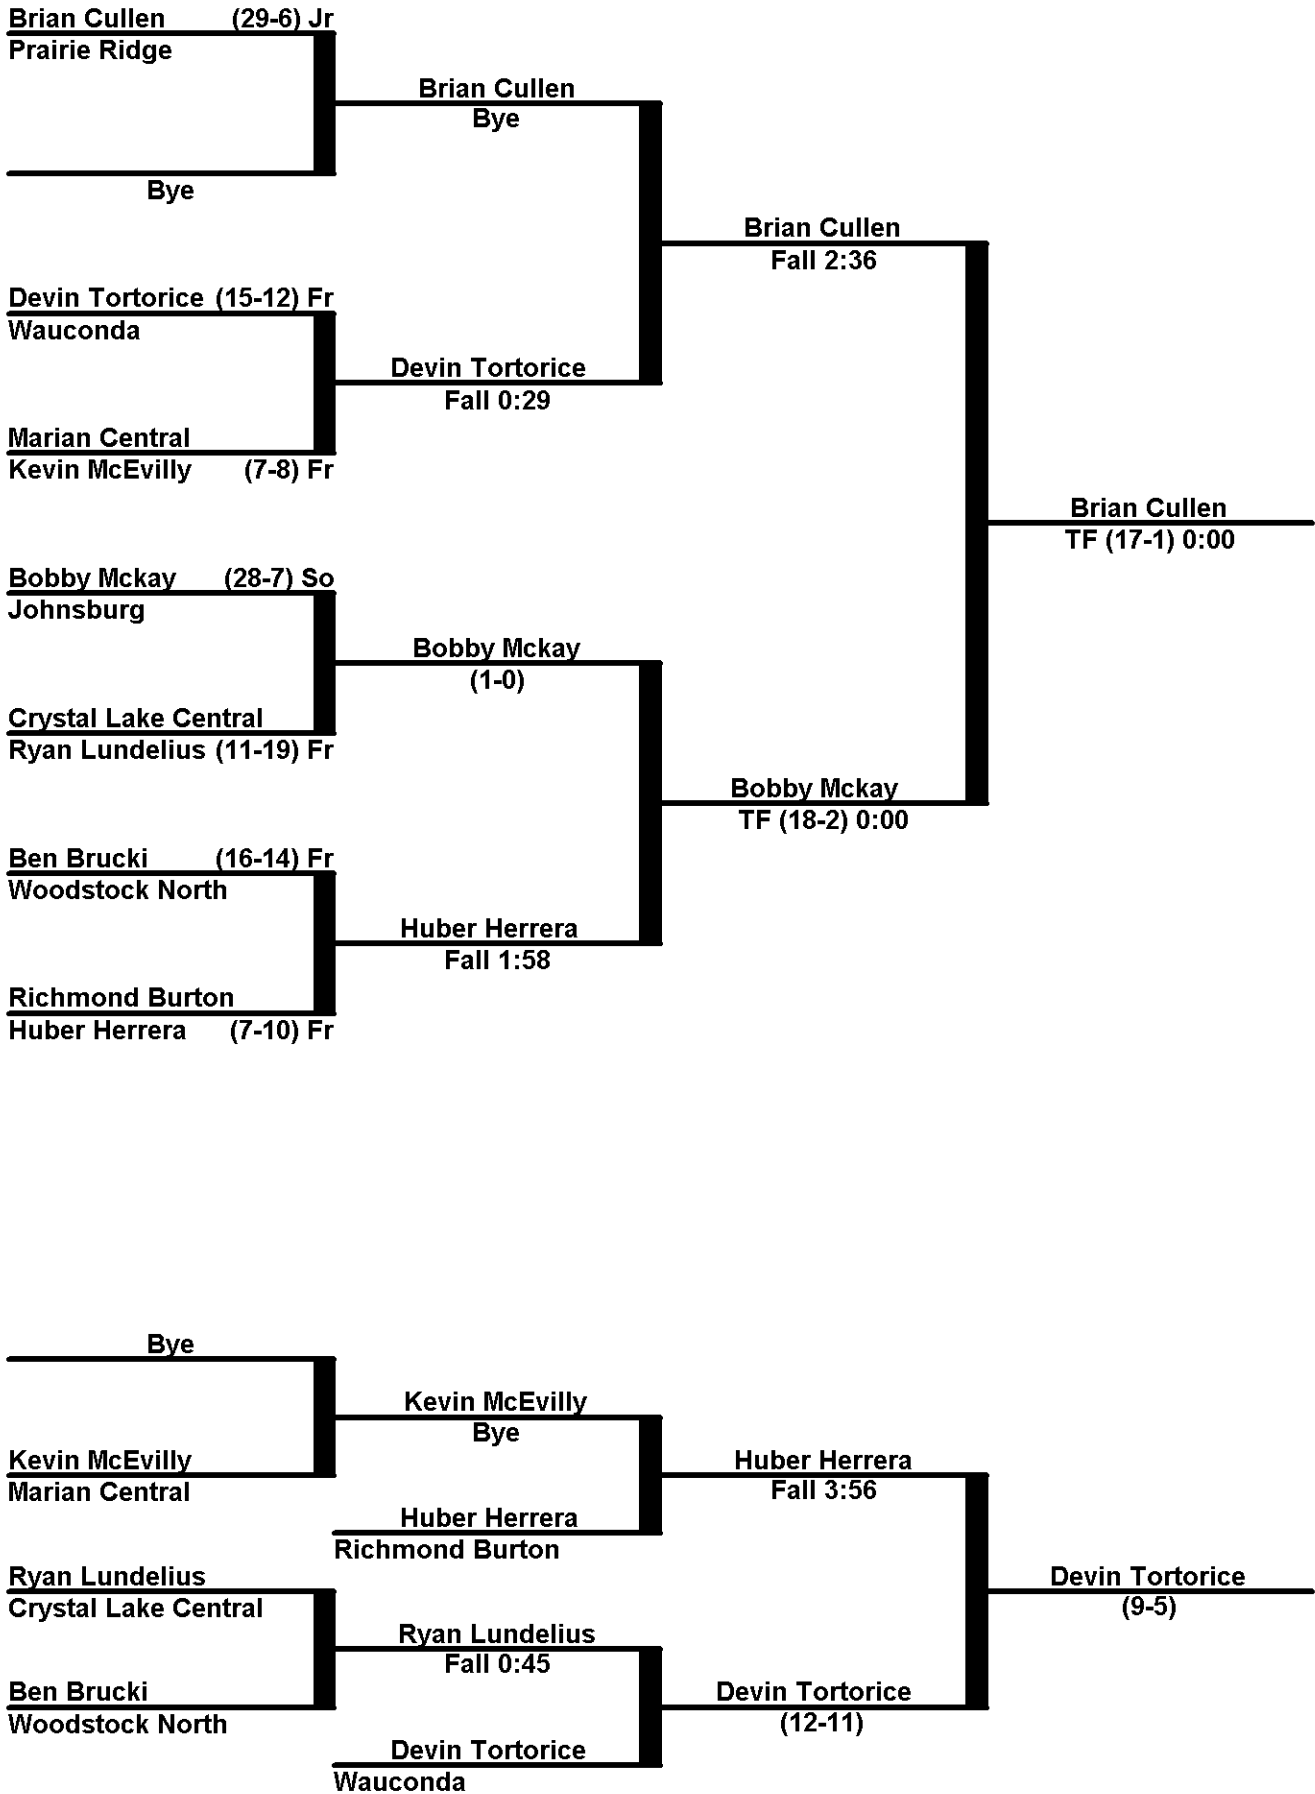 Brian Cullen (29-6) Jr
Prairie Ridge
Brian Cullen
Bye
Bye
Brian Cullen
Fall 2:36
Devin Tortorice (15-12) Fr
Wauconda
Devin Tortorice
Fall 0:29
Marian Central
Kevin McEvilly (7-8) Fr
Brian Cullen
TF (17-1) 0:00
Bobby Mckay (28-7) So
Johnsburg
Bobby Mckay
(1-0)
Crystal Lake Central
Ryan Lundelius (11-19) Fr
Bobby Mckay
TF (18-2) 0:00
Ben Brucki (16-14) Fr
Woodstock North
Huber Herrera
Fall 1:58
Richmond Burton
Huber Herrera (7-10) Fr
Bye
Kevin McEvilly
Bye
Kevin McEvilly
Marian Central
Huber Herrera
Fall 3:56
Huber Herrera
Richmond Burton
Ryan Lundelius
Crystal Lake Central
Devin Tortorice
(9-5)
Ryan Lundelius
Fall 0:45
Ben Brucki
Woodstock North
Devin Tortorice
(12-11)
Devin Tortorice
Wauconda